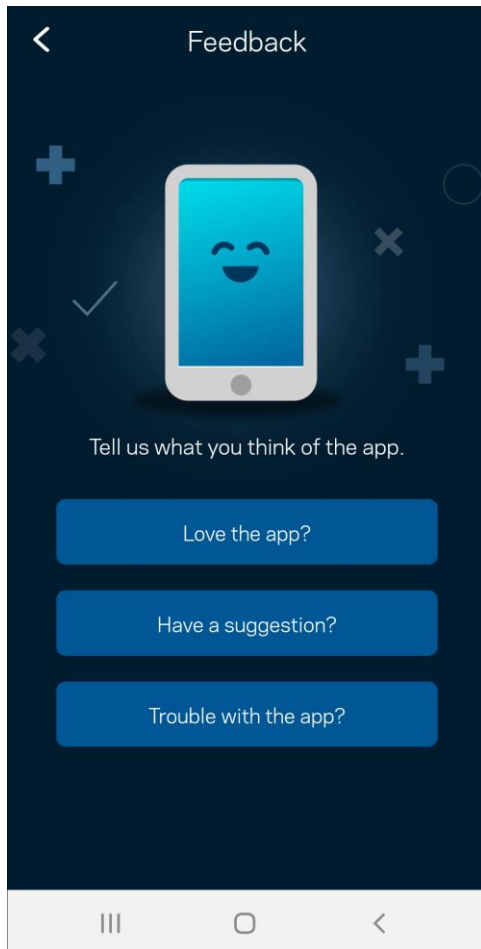 Feedback
Tell us what you think of the app.
Love the app?
Have a suggestion?
Trouble with the app?